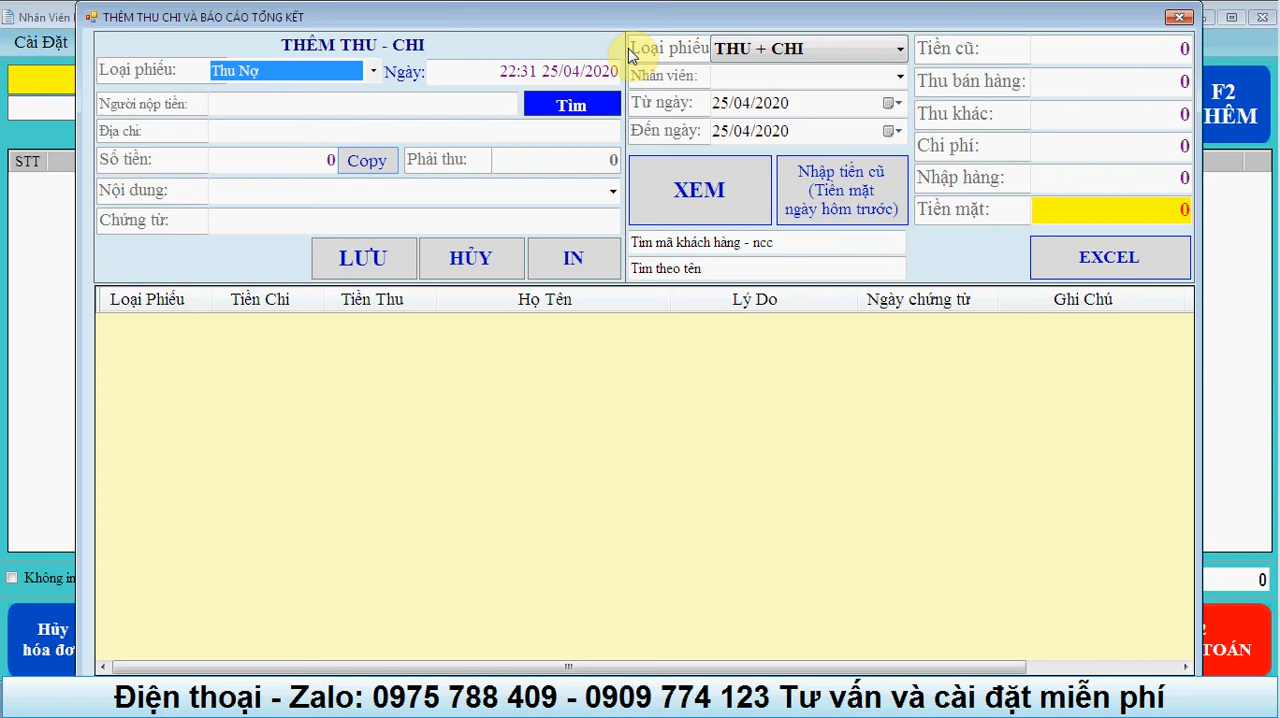 Nhân Viên
THÊM THU CHI VÀ BÁO CÁO TỔNG KẾT
Cài Đặt
THÊM THU - CHI
Loại phiếu:
Thu Nợ
Ngày:
22:31 25/04/2020
Người nộp tiền:
Tìm
Địa chỉ:
Số tiền:
0
Copy
Phải thu:
0
Nội dung:
Chứng từ:
LƯU
HỦY
IN
Loại phiếu
THU + CHI
Nhân viên:
Từ ngày:
25/04/2020
Đến ngày:
25/04/2020
XEM
Nhập tiền cũ
(Tiền mặt
ngày hôm trước)
Tìm mã khách hàng - ncc
Tìm theo tên
Tiền cũ:
0
Thu bán hàng:
0
Thu khác:
0
Chi phí:
0
Nhập hàng:
0
Tiền mặt:
0
EXCEL
F2
HÊM
STT
Loại Phiếu
Tiền Chi
Tiền Thu
Họ Tên
Lý Do
Ngày chứng từ
Ghi Chú
Không in
0
Hủy
hóa đơ
2
TOÁN
Điện thoại - Zalo: 0975 788 409 - 0909 774 123 Tư vấn và cài đặt miễn phí